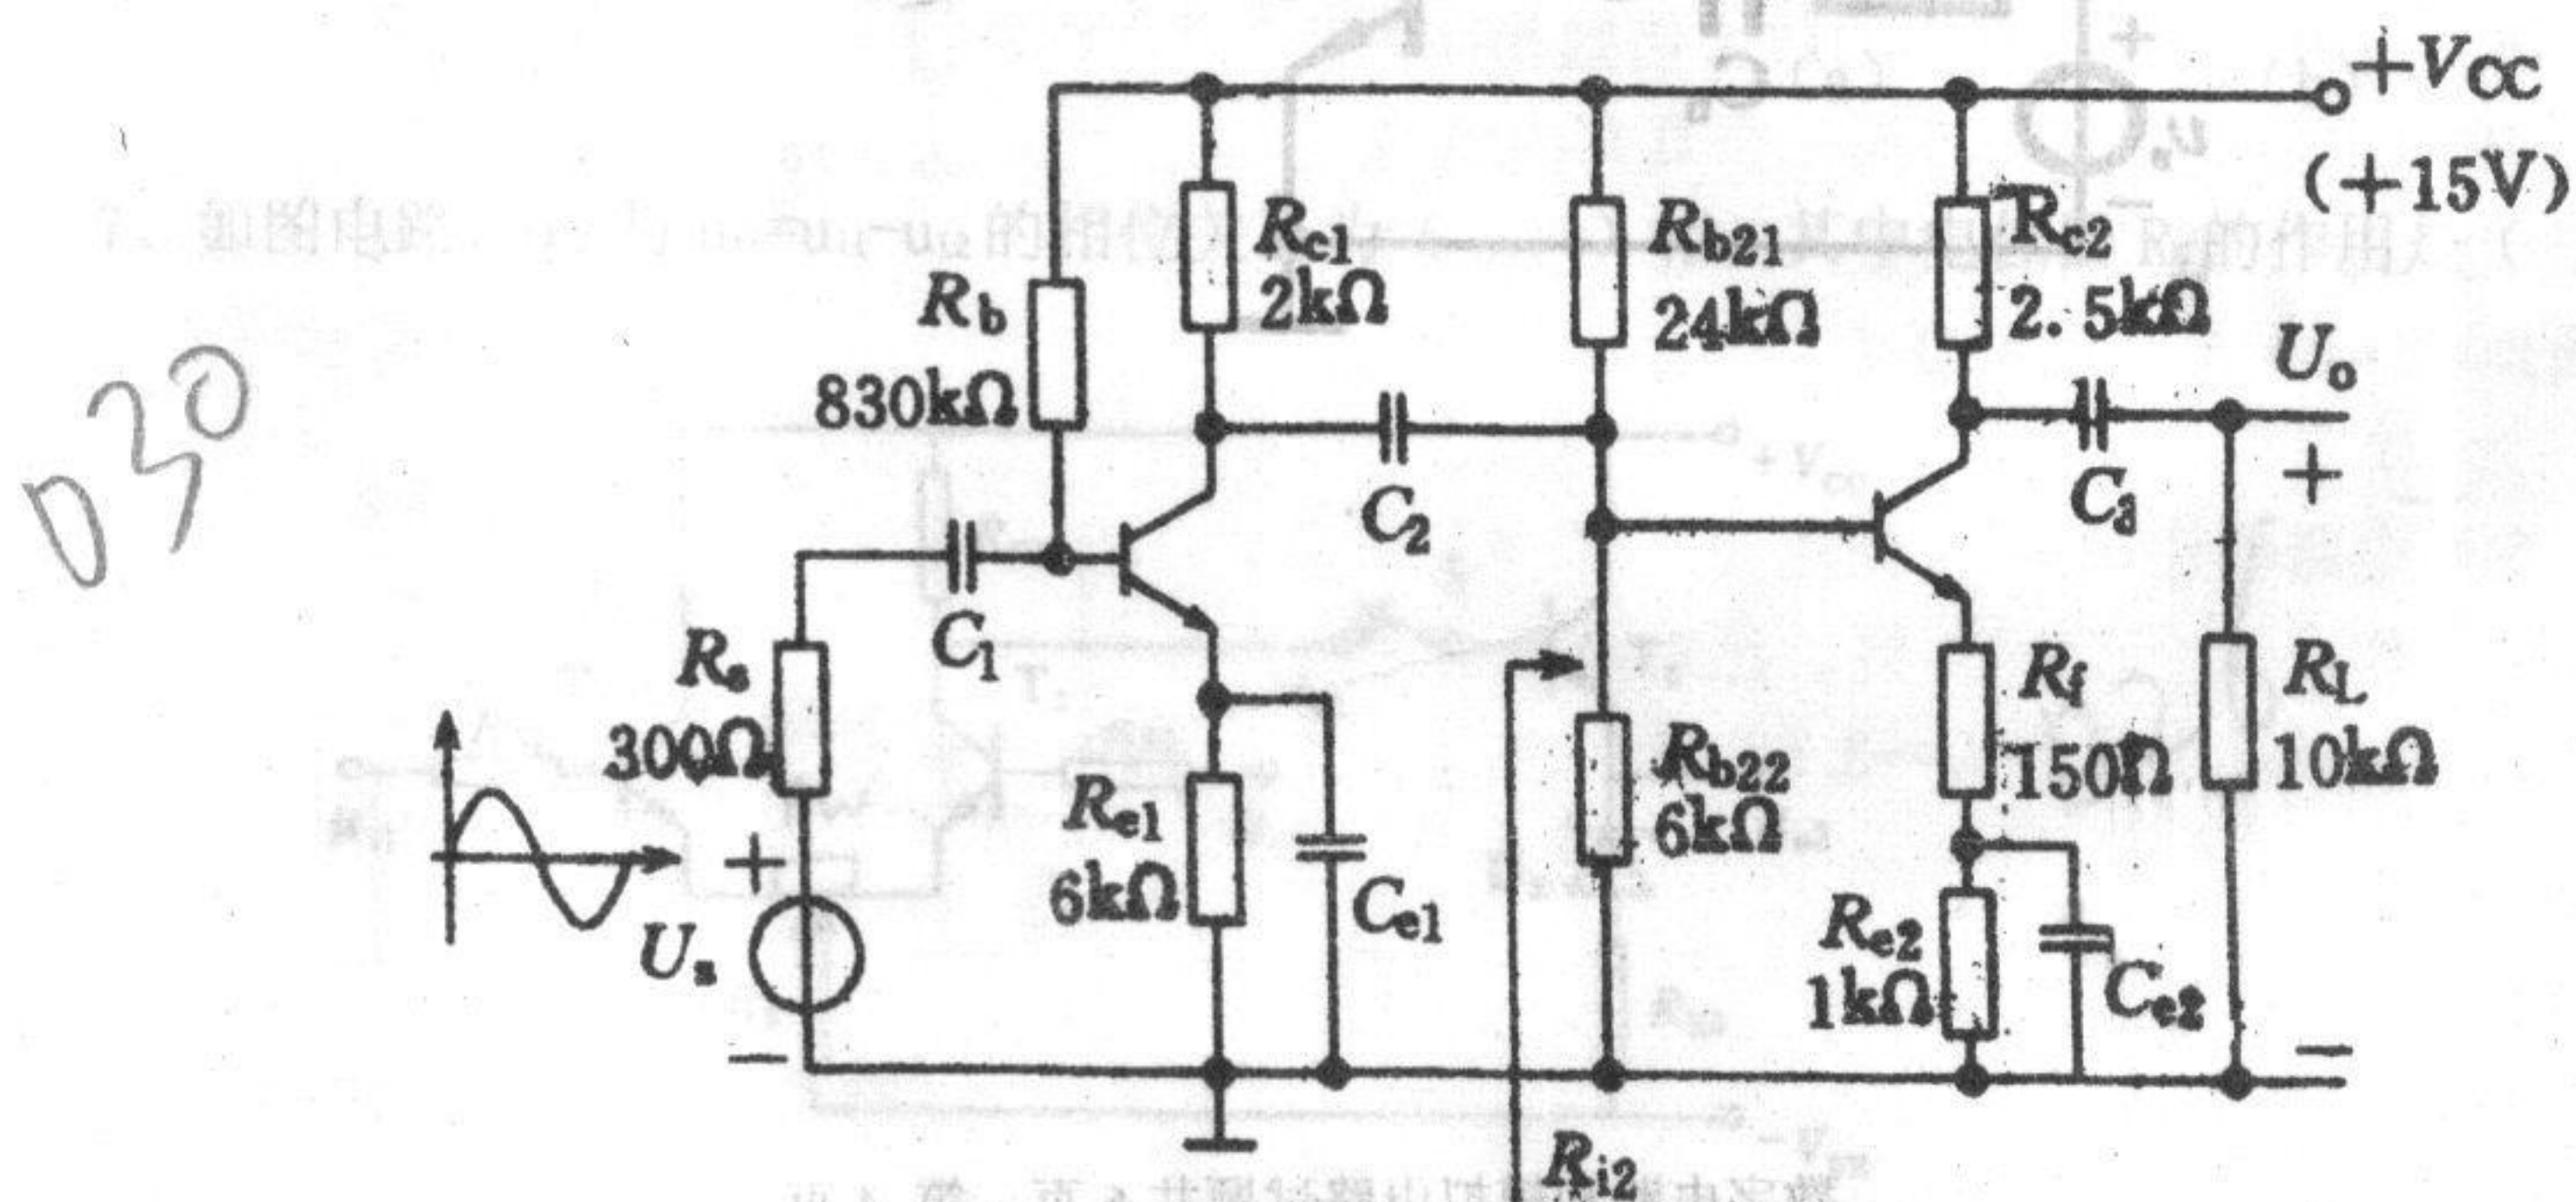 +VCC
(+15V)
Rc1
2kΩ
Rb21
24kΩ
Rc2
2.5kΩ
Rb
830kΩ
Uo
+
C1
C2
C3
030
Rs
300Ω
Rf
150Ω
RL
10kΩ
Re1
6kΩ
Ce1
Rb22
6kΩ
Re2
1kΩ
Ce2
+
Us
−
−
Ri2